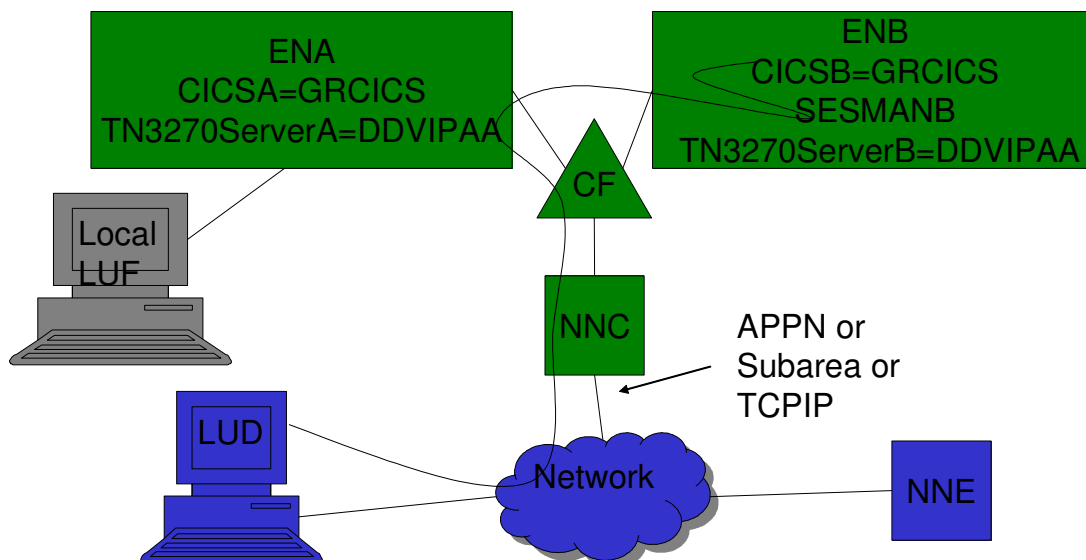 ENA
CICSA=GRCICS
TN3270ServerA=DDVIPAA
ENB
CICSB=GRCICS
SESMANB
TN3270ServerB=DDVIPAA
CF
Local
LUF
NNC
APPN or
Subarea or
TCPIP
LUD
Network
NNE